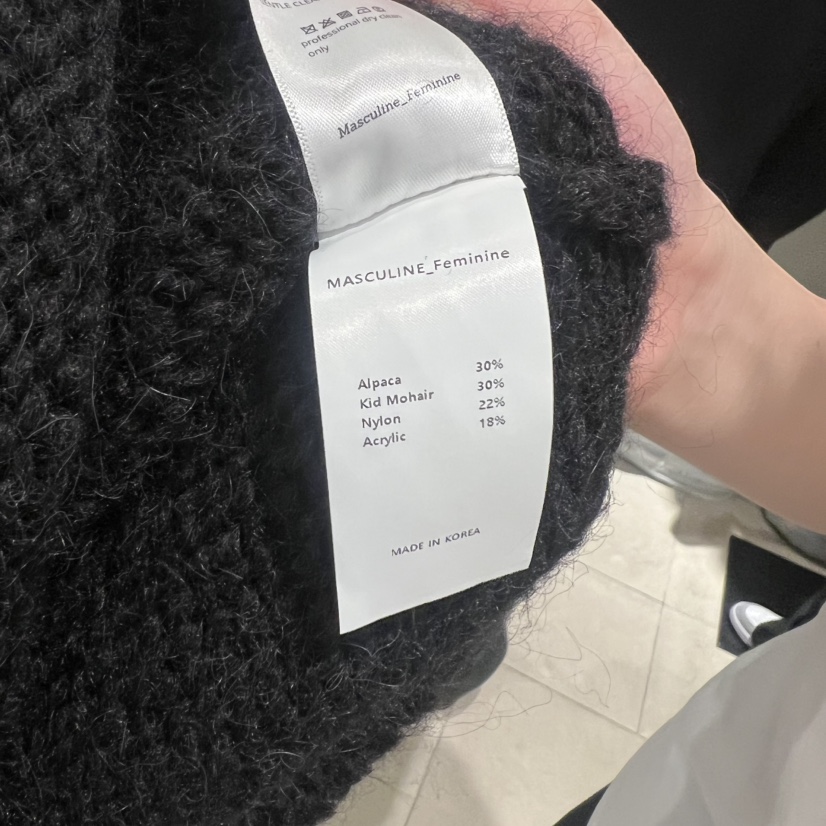 professional dry clean
only
Masculine_Feminine
MASCULINE_Feminine
Alpaca 30%
Kid Mohair 30%
Nylon 22%
Acrylic 18%
MADE IN KOREA